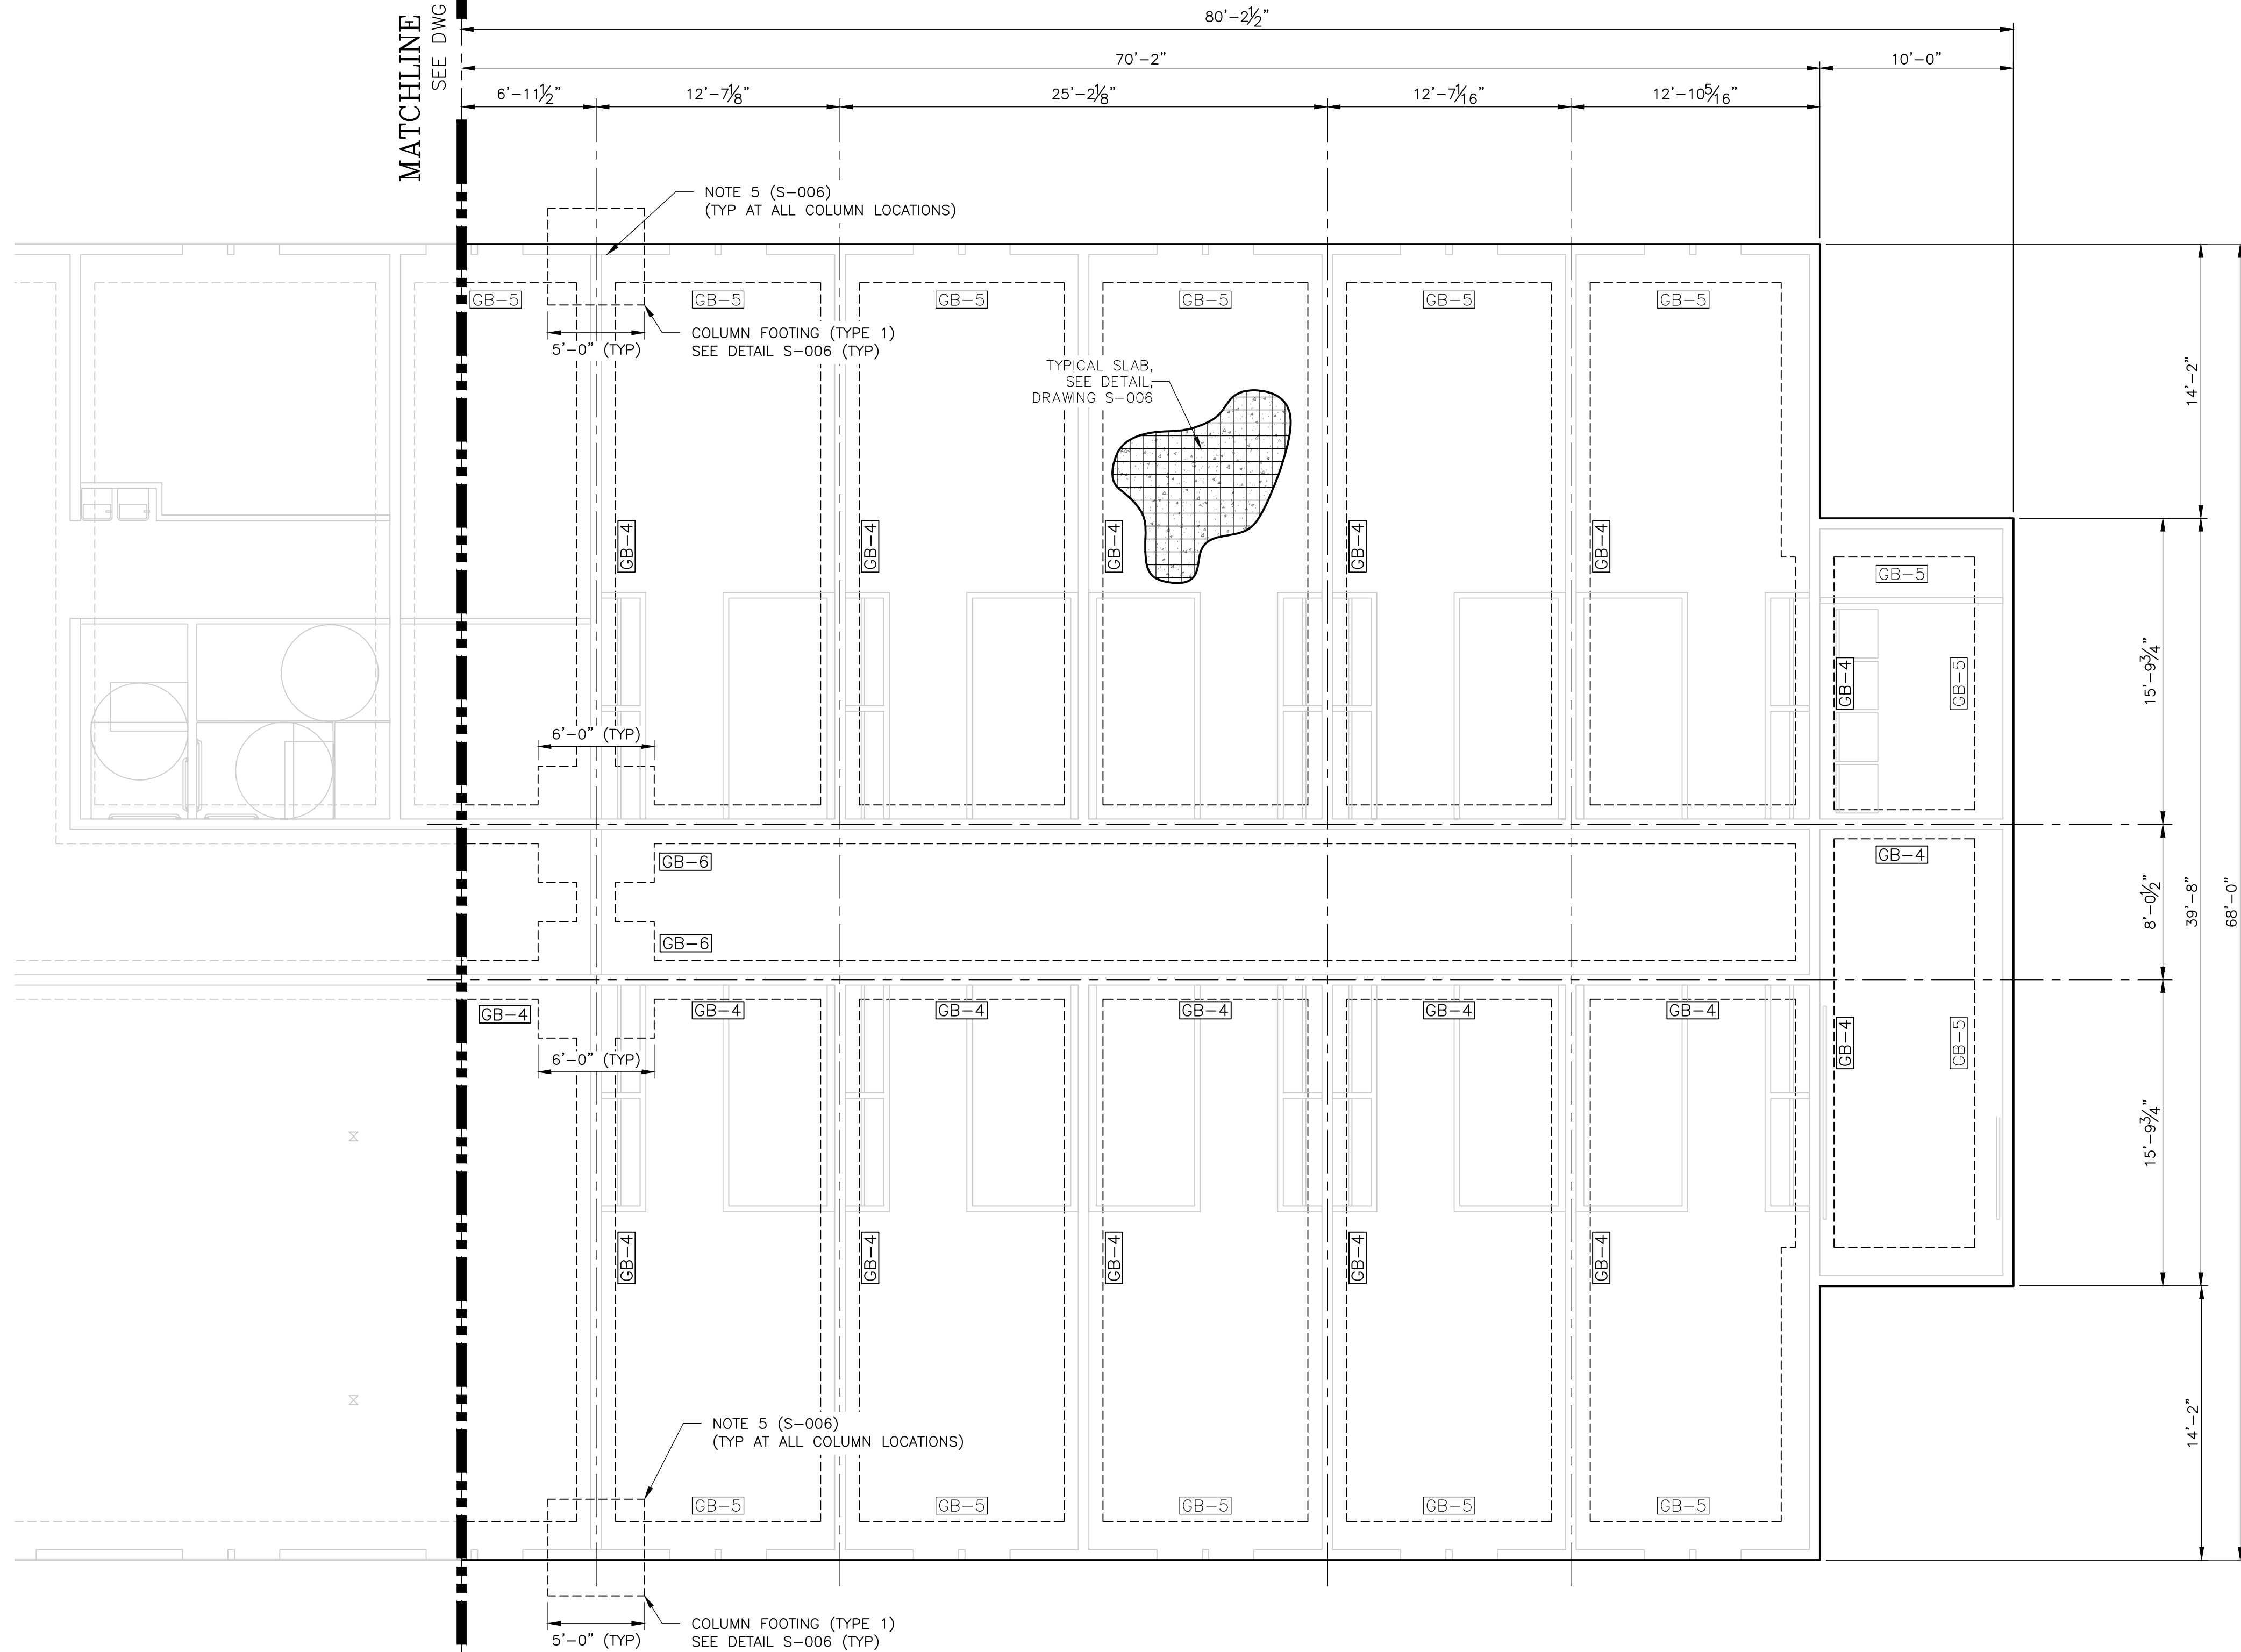 MATCHLINE
SEE DWG
80'-2½"
70'-2"
10'-0"
6'-11½"
12'-7⅛"
25'-2⅛"
12'-7⁄16"
12'-10⁵⁄₁₆"
NOTE 5 (S-006)
(TYP AT ALL COLUMN LOCATIONS)
GB-5
GB-5
GB-5
GB-5
GB-5
GB-5
COLUMN FOOTING (TYPE 1)
SEE DETAIL S-006 (TYP)
5'-0" (TYP)
TYPICAL SLAB,
SEE DETAIL,
DRAWING S-006
14'-2"
GB-4
GB-4
GB-4
GB-4
GB-4
GB-5
GB-4
GB-5
15'-9¾"
6'-0" (TYP)
GB-6
GB-4
GB-6
8'-0½"
39'-8"
68'-0"
GB-4
GB-4
GB-4
GB-4
GB-4
GB-4
GB-4
GB-5
6'-0" (TYP)
15'-9¾"
GB-4
GB-4
GB-4
GB-4
GB-4
NOTE 5 (S-006)
(TYP AT ALL COLUMN LOCATIONS)
14'-2"
GB-5
GB-5
GB-5
GB-5
GB-5
COLUMN FOOTING (TYPE 1)
SEE DETAIL S-006 (TYP)
5'-0" (TYP)